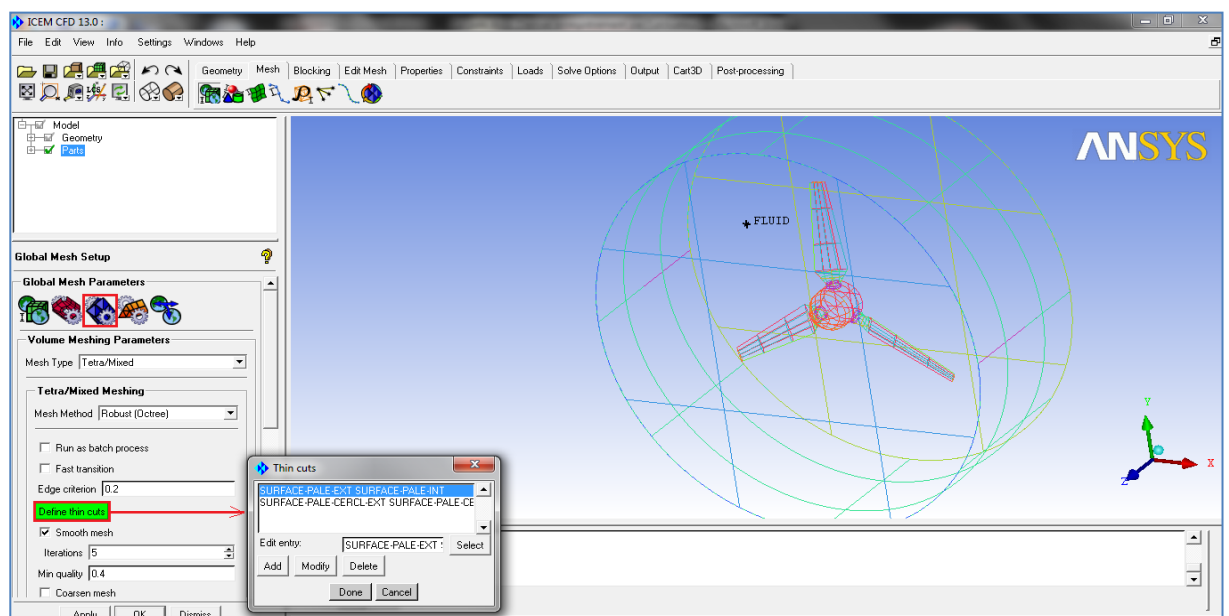 ICEM CFD 13.0 :
File Edit View Info Settings Windows Help
Geometry Mesh Blocking Edit Mesh Properties Constraints Loads Solve Options Output Cart3D Post-processing
Model
Geometry
Parts
ANSYS
FLUID
Global Mesh Setup
Global Mesh Parameters
Volume Meshing Parameters
Mesh Type Tetra/Mixed
Tetra/Mixed Meshing
Mesh Method Robust (Octree)
Run as batch process
Fast transition
Edge criterion 0.2
Define thin cuts
Smooth mesh
Iterations 5
Min quality 0.4
Coarsen mesh
Apply OK Dismiss
Thin cuts
SURFACE-PALE-EXT SURFACE-PALE-INT
SURFACE-PALE-CERCL-EXT SURFACE-PALE-CE
Edit entry: SURFACE-PALE-EXT Select
Add Modify Delete
Done Cancel
Y
X
Z